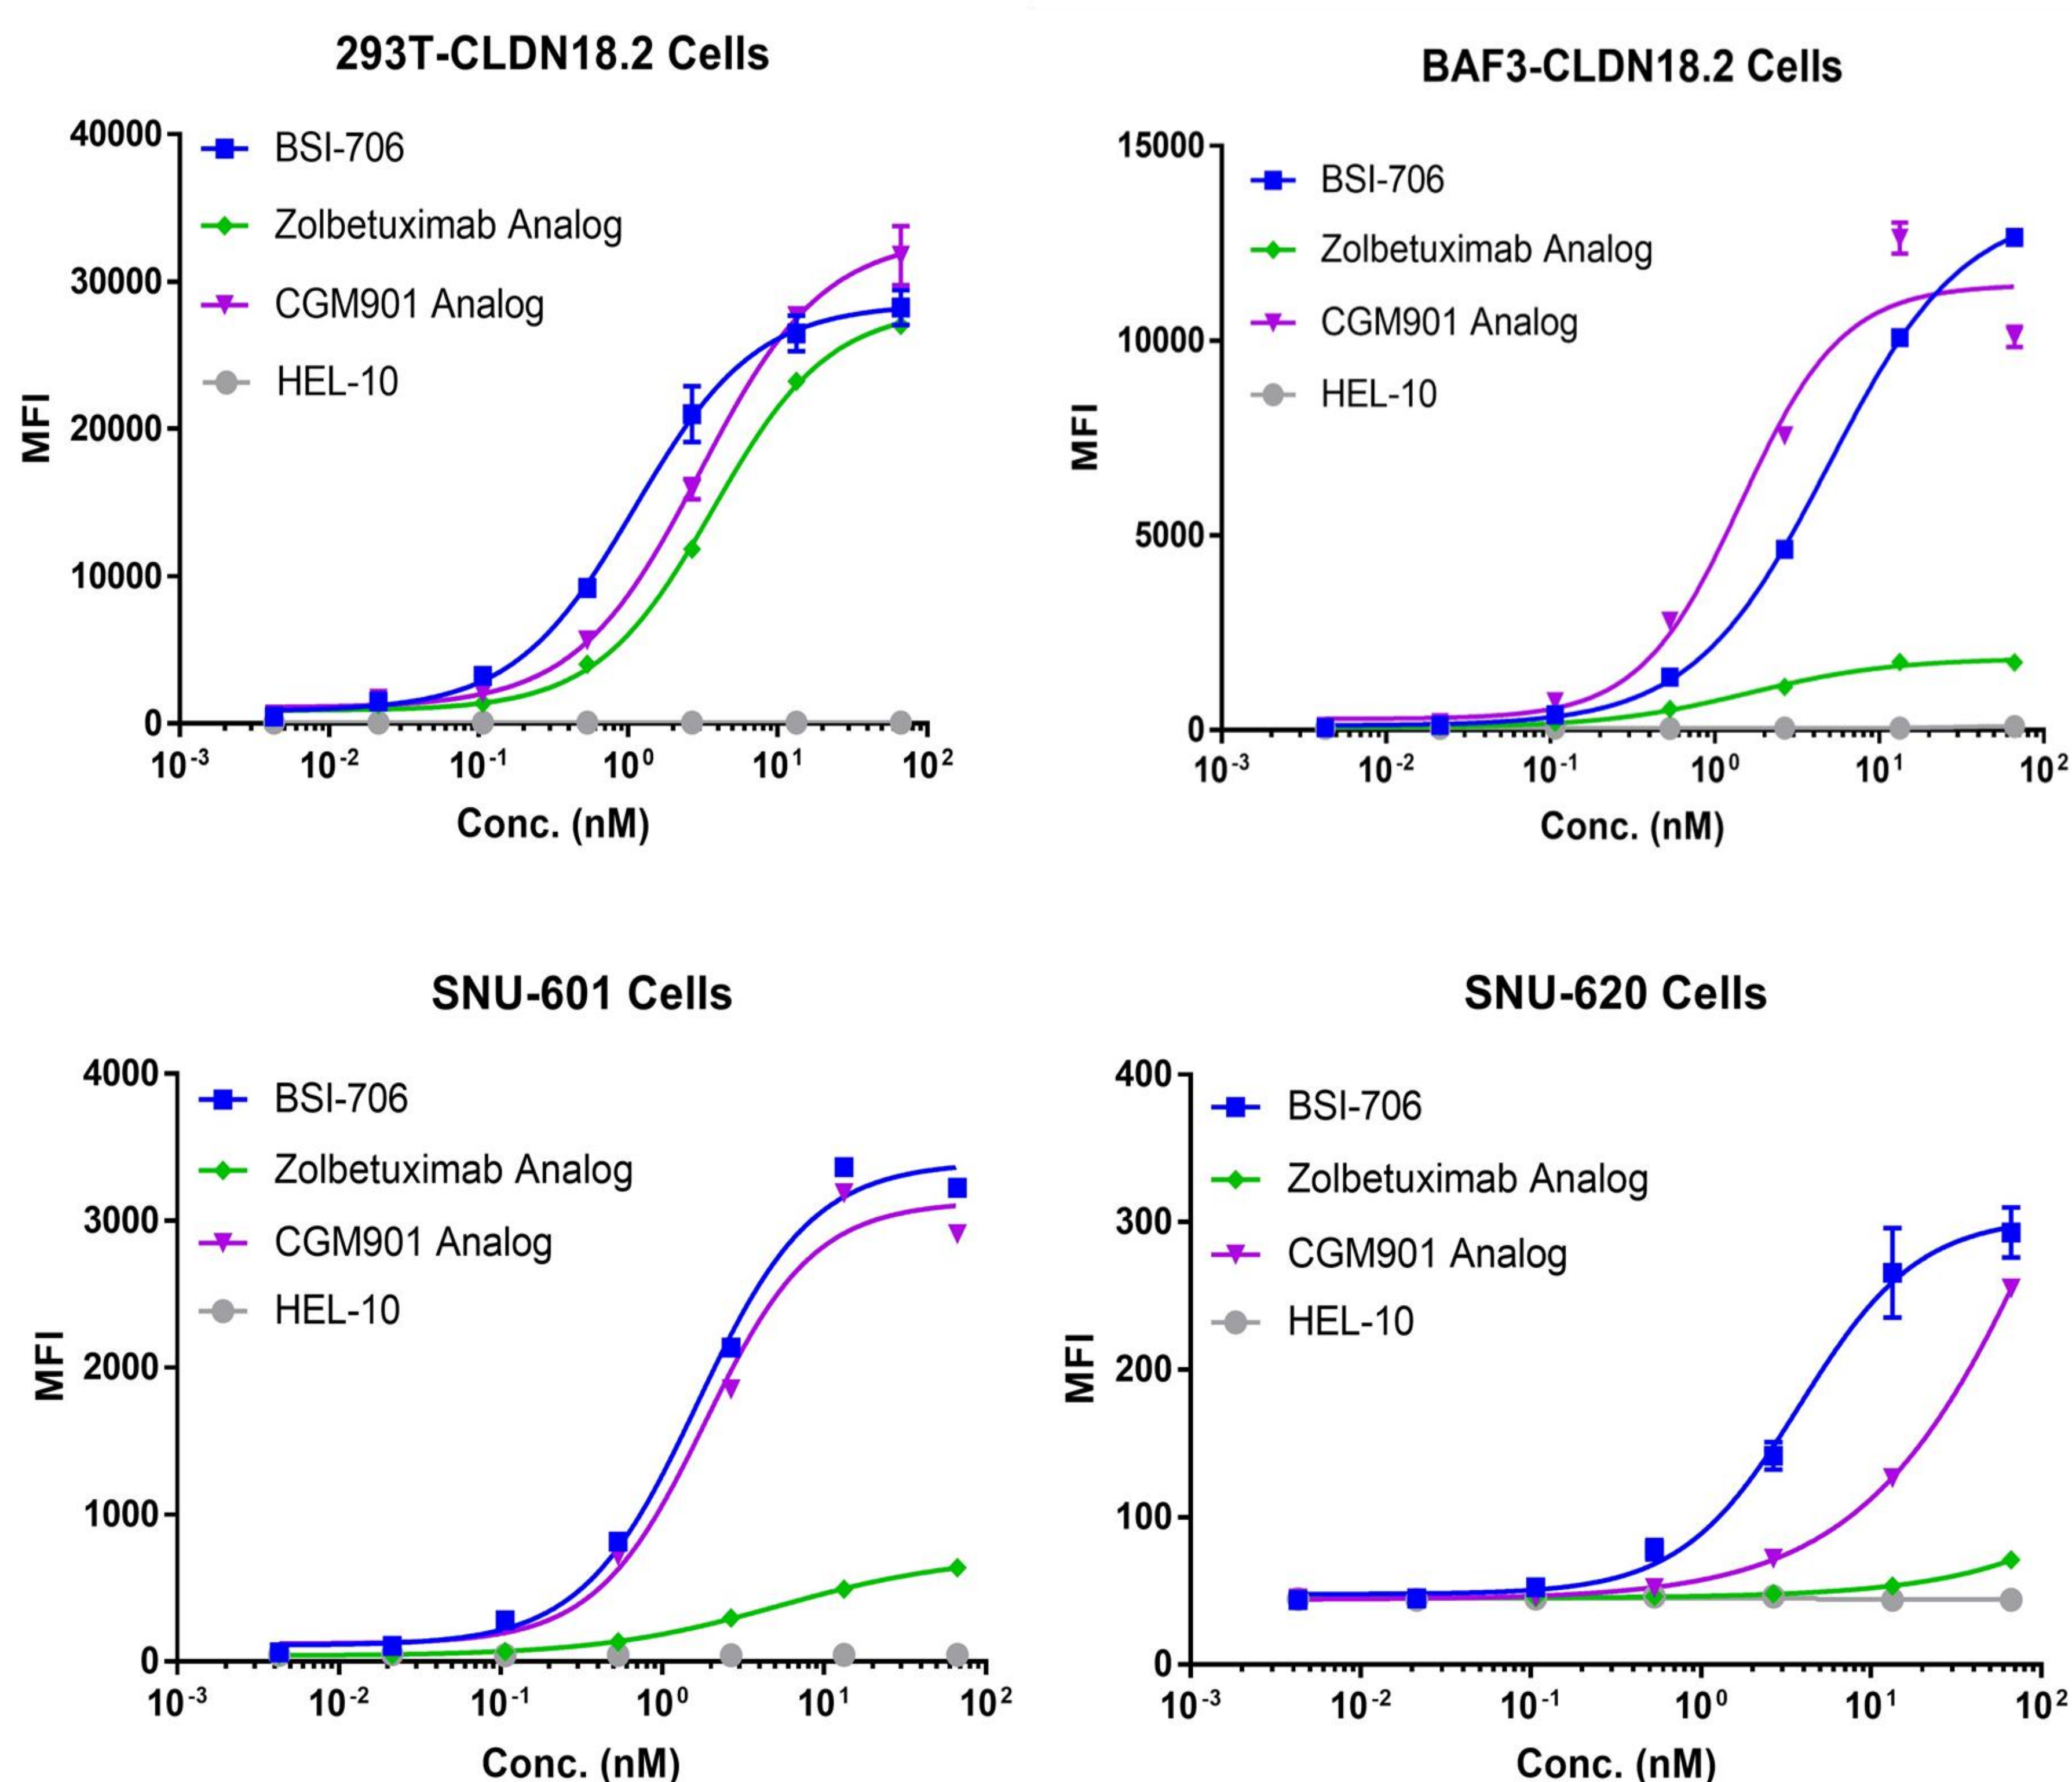 293T-CLDN18.2 Cells
40000
30000
20000
10000
0
MFI
BSI-706
Zolbetuximab Analog
CGM901 Analog
HEL-10
10⁻³ 10⁻² 10⁻¹ 10⁰ 10¹ 10²
Conc. (nM)
BAF3-CLDN18.2 Cells
15000
10000
5000
0
MFI
BSI-706
Zolbetuximab Analog
CGM901 Analog
HEL-10
10⁻³ 10⁻² 10⁻¹ 10⁰ 10¹ 10²
Conc. (nM)
SNU-601 Cells
4000
3000
2000
1000
0
MFI
BSI-706
Zolbetuximab Analog
CGM901 Analog
HEL-10
10⁻³ 10⁻² 10⁻¹ 10⁰ 10¹ 10²
Conc. (nM)
SNU-620 Cells
400
300
200
100
0
MFI
BSI-706
Zolbetuximab Analog
CGM901 Analog
HEL-10
10⁻³ 10⁻² 10⁻¹ 10⁰ 10¹ 10²
Conc. (nM)